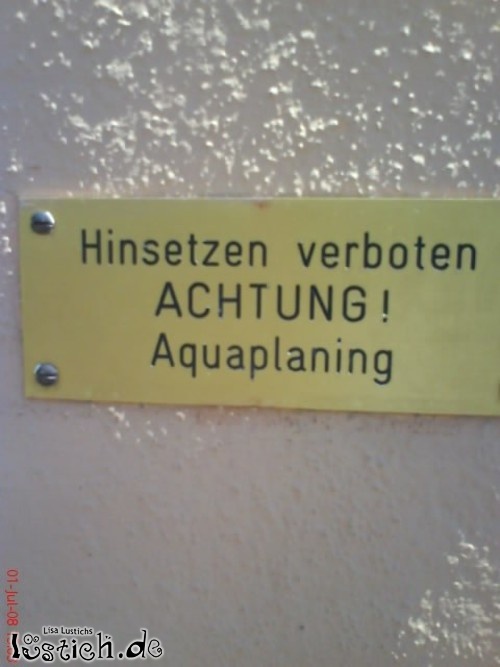 Hinsetzen verboten
ACHTUNG!
Aquaplaning
01-Jul-08
Lisa Lustichs
lustich.de